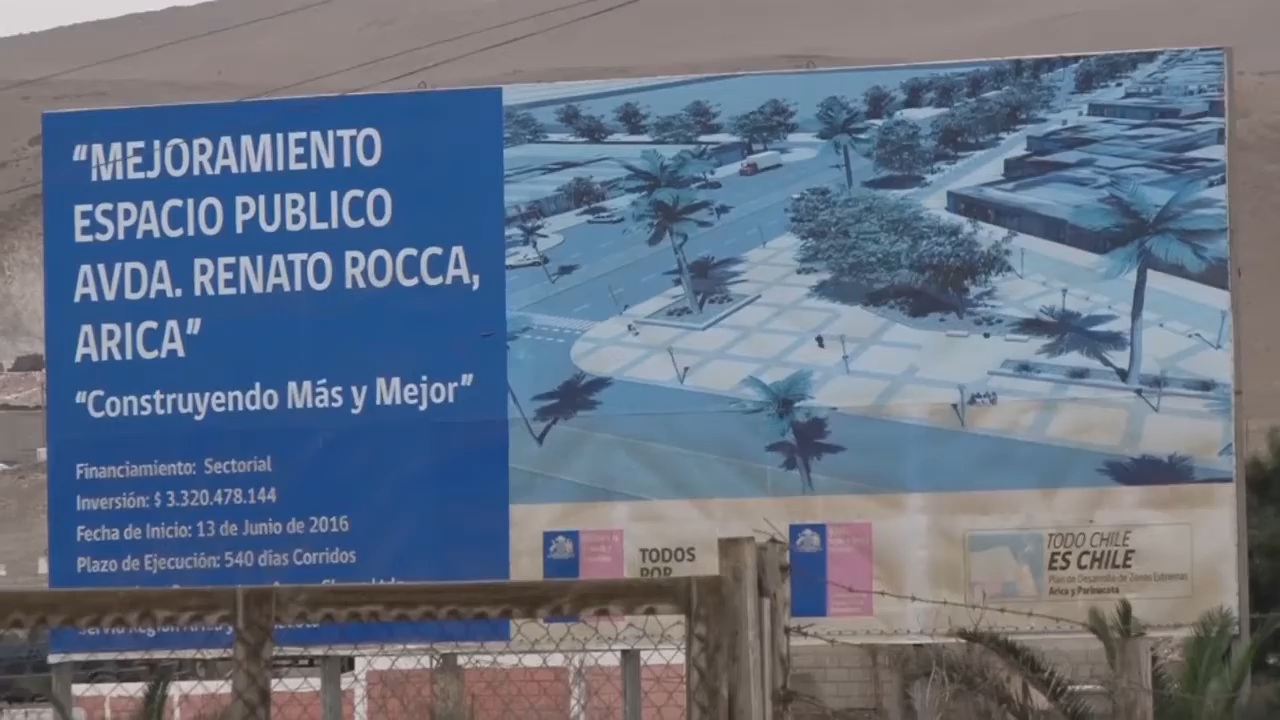 “MEJORAMIENTO
ESPACIO PUBLICO
AVDA. RENATO ROCCA,
ARICA”
“Construyendo Más y Mejor”
Financiamiento: Sectorial
Inversión: $ 3.320.478.144
Fecha de Inicio: 13 de Junio de 2016
Plazo de Ejecución: 540 días Corridos
TODOS
POR
TODO CHILE
ES CHILE
Plan de Desarrollo de Zonas Extremas
Arica y Parinacota